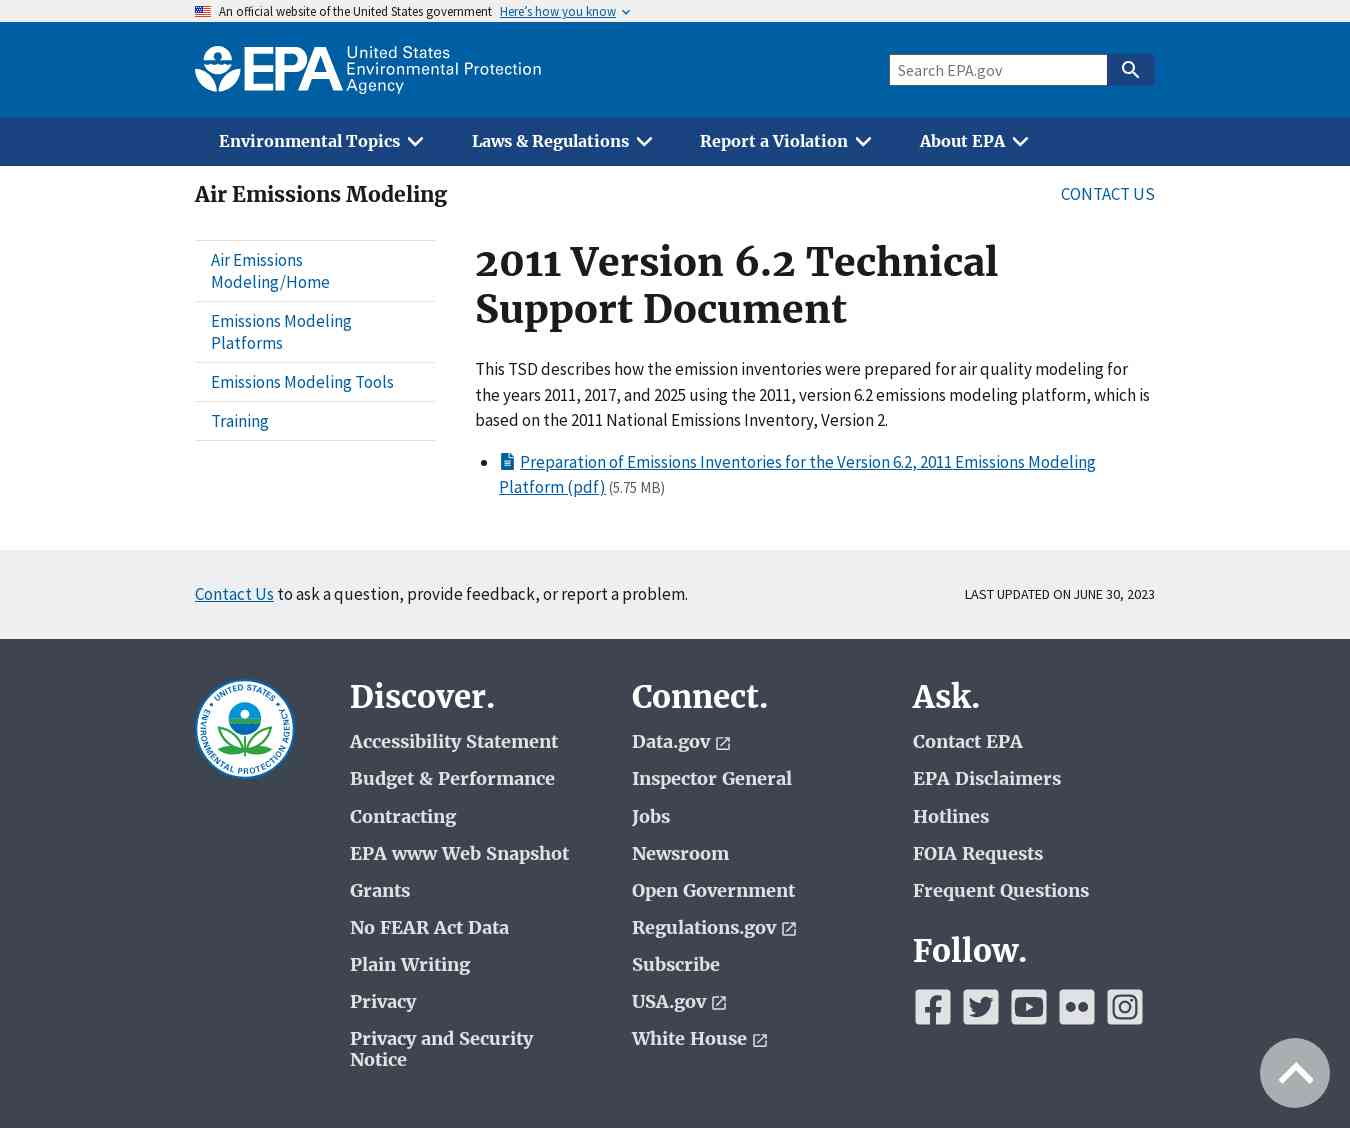 An official website of the United States government Here's how you know
EPA United States
Environmental Protection
Agency
Search EPA.gov
Environmental Topics Laws & Regulations Report a Violation About EPA
Air Emissions Modeling
CONTACT US
Air Emissions
Modeling/Home
Emissions Modeling
Platforms
Emissions Modeling Tools
Training
2011 Version 6.2 Technical
Support Document
This TSD describes how the emission inventories were prepared for air quality modeling for
the years 2011, 2017, and 2025 using the 2011, version 6.2 emissions modeling platform, which is
based on the 2011 National Emissions Inventory, Version 2.
Preparation of Emissions Inventories for the Version 6.2, 2011 Emissions Modeling
Platform (pdf) (5.75 MB)
Contact Us to ask a question, provide feedback, or report a problem.
LAST UPDATED ON JUNE 30, 2023
UNITED STATES
ENVIRONMENTAL PROTECTION AGENCY
Discover.
Accessibility Statement
Budget & Performance
Contracting
EPA www Web Snapshot
Grants
No FEAR Act Data
Plain Writing
Privacy
Privacy and Security
Notice
Connect.
Data.gov
Inspector General
Jobs
Newsroom
Open Government
Regulations.gov
Subscribe
USA.gov
White House
Ask.
Contact EPA
EPA Disclaimers
Hotlines
FOIA Requests
Frequent Questions
Follow.